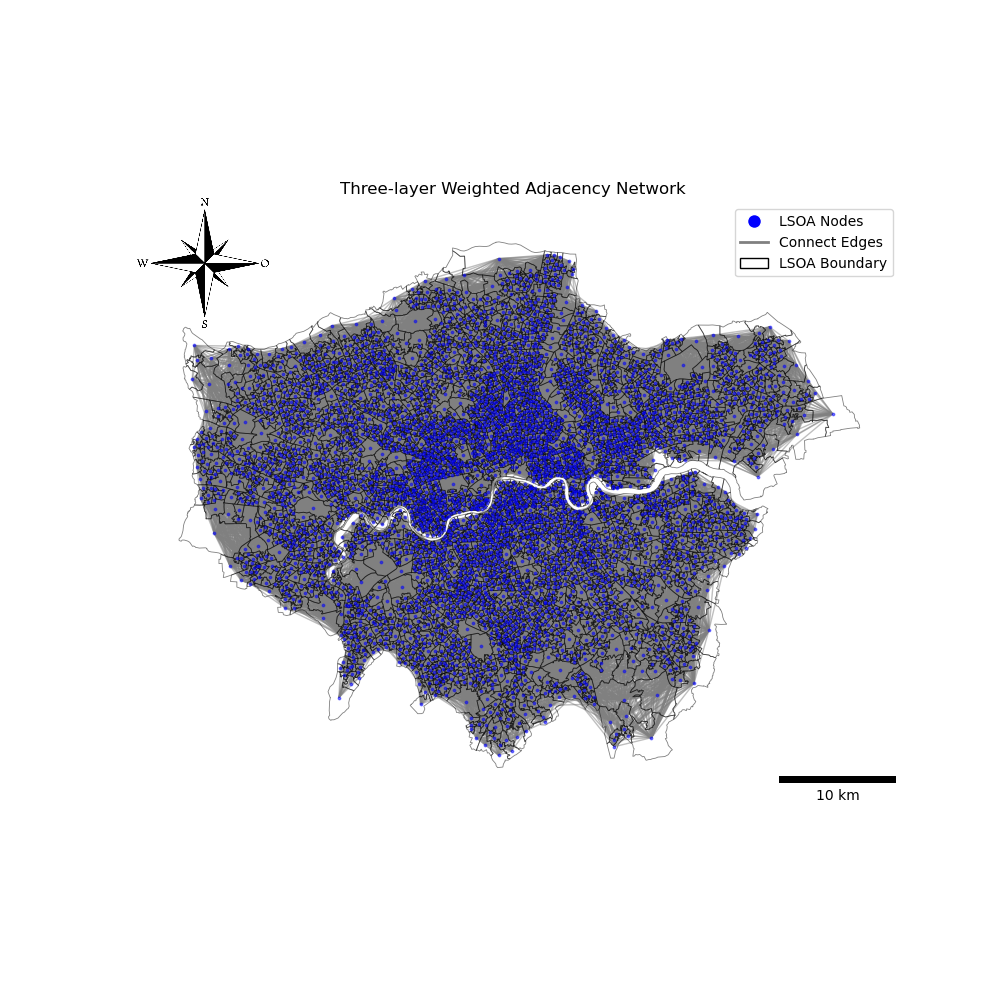 Three-layer Weighted Adjacency Network
N
W
O
S
LSOA Nodes
Connect Edges
LSOA Boundary
10 km